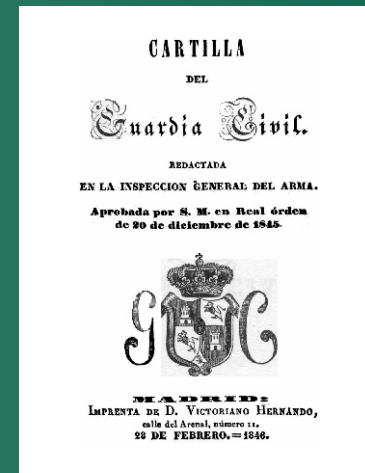 CARTILLA
DEL
Guardia Civil.
REDACTADA
EN LA INSPECCION GENERAL DEL ARMA.
Aprobada por S. M. en Real órden
de 20 de diciembre de 1845.
G C
MADRID:
IMPRENTA DE D. VICTORIANO HERNANDO,
calle del Arenal, número 11.
28 DE FEBRERO.=1846.